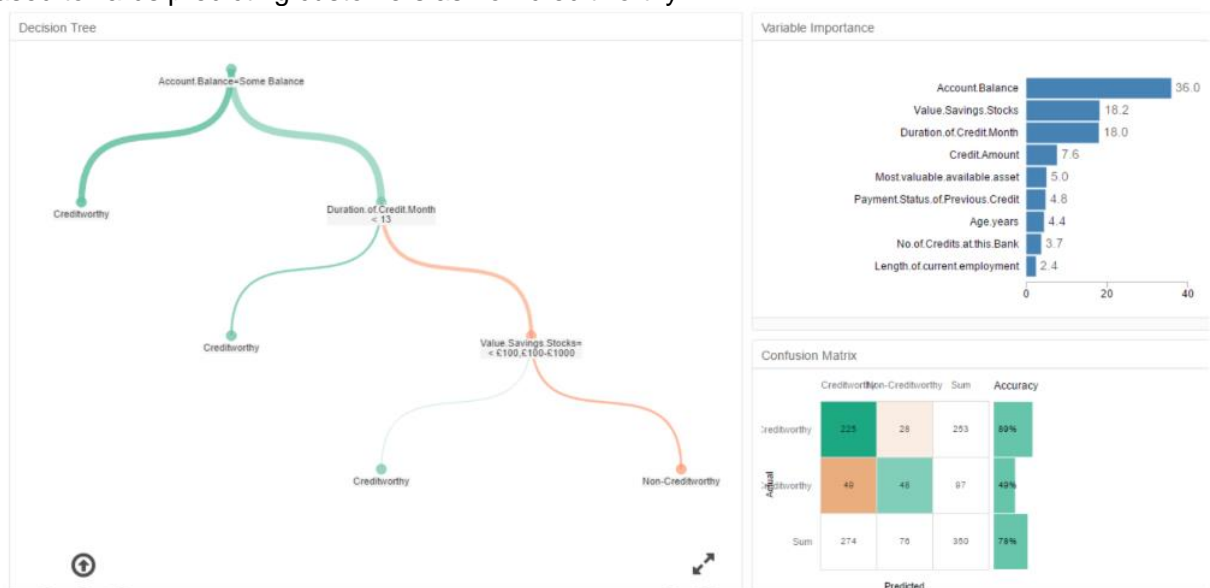 Decision Tree
Account.Balance=Some Balance
Creditworthy
Duration.of.Credit.Month
< 13
Creditworthy
Value.Savings.Stocks=
< £100,£100-£1000
Creditworthy
Non-Creditworthy
Variable Importance
Account.Balance 36.0
Value.Savings.Stocks 18.2
Duration.of.Credit.Month 18.0
Credit.Amount 7.6
Most.valuable.available.asset 5.0
Payment.Status.of.Previous.Credit 4.8
Age.years 4.4
No.of.Credits.at.this.Bank 3.7
Length.of.current.employment 2.4
0 20 40
Confusion Matrix
Creditworthy Non-Creditworthy Sum Accuracy
Creditworthy 225 28 253 89%
Actual
Creditworthy 49 48 97 49%
Sum 274 76 350 78%
Predicted